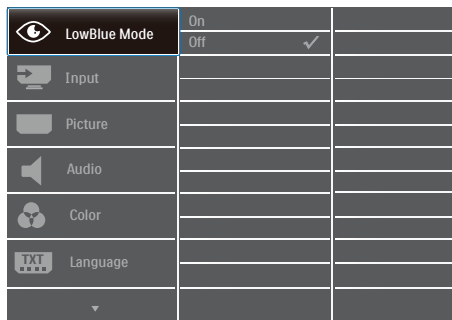 LowBlue Mode
On
Off
Input
Picture
Audio
Color
TXT
Language